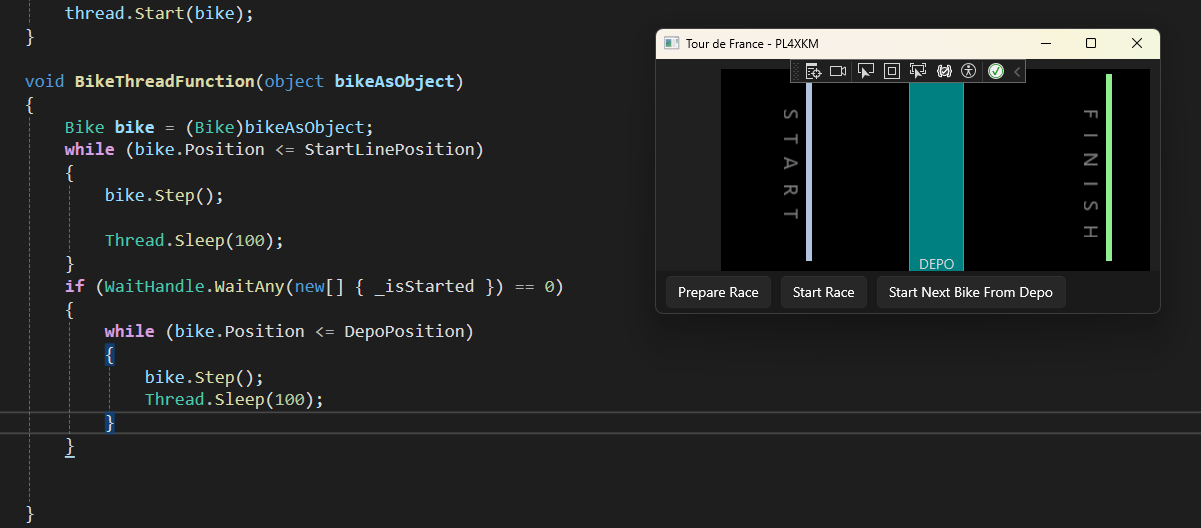 thread.Start(bike);
}
void BikeThreadFunction(object bikeAsObject)
{
Bike bike = (Bike)bikeAsObject;
while (bike.Position <= StartLinePosition)
{
bike.Step();
Thread.Sleep(100);
}
if (WaitHandle.WaitAny(new[] { _isStarted }) == 0)
{
while (bike.Position <= DepoPosition)
{
bike.Step();
Thread.Sleep(100);
}
}
}
Tour de France - PL4XKM
START
DEPO
FINISH
Prepare Race
Start Race
Start Next Bike From Depo